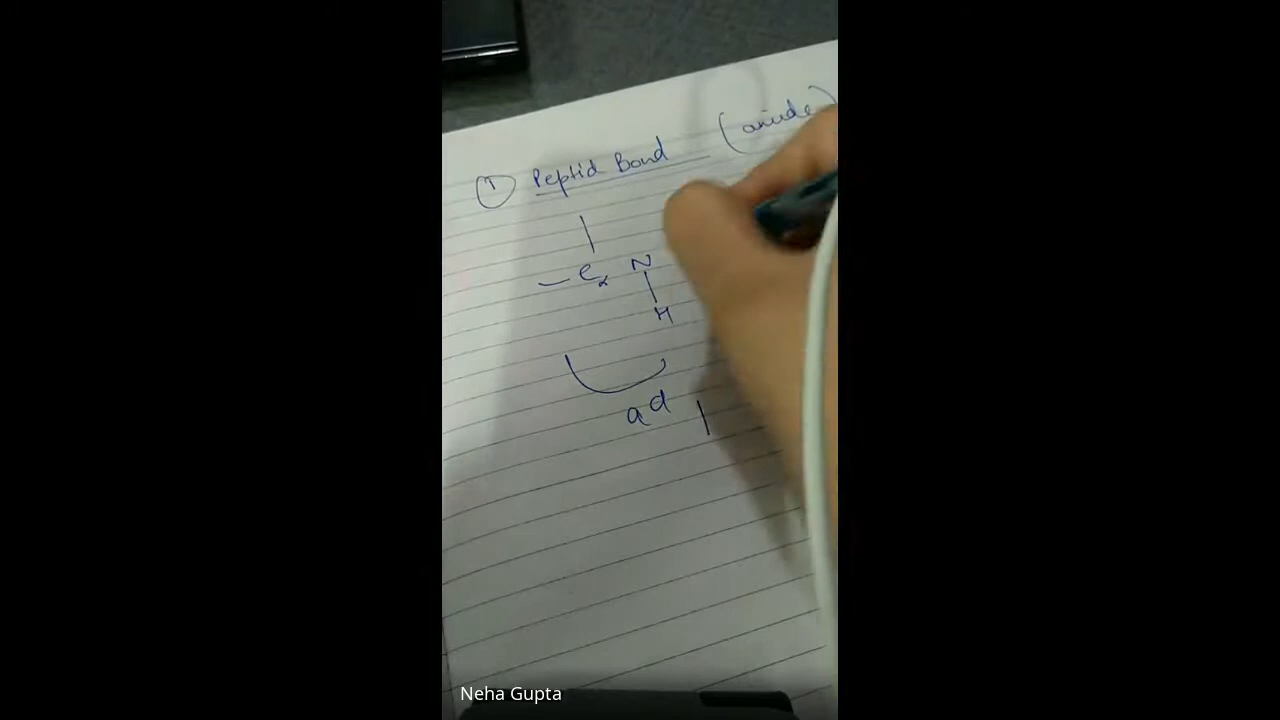 ① Peptid Bond (amide)
— Cα N
H
ad
Neha Gupta